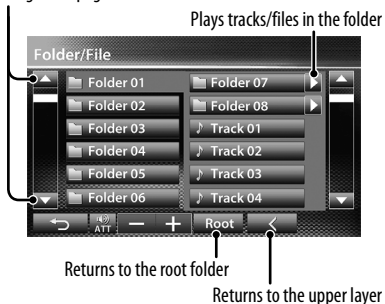 Plays tracks/files in the folder
Folder/File
Folder 01
Folder 07
Folder 02
Folder 08
Folder 03
Track 01
Folder 04
Track 02
Folder 05
Track 03
Folder 06
Track 04
ATT
Root
Returns to the root folder
Returns to the upper layer